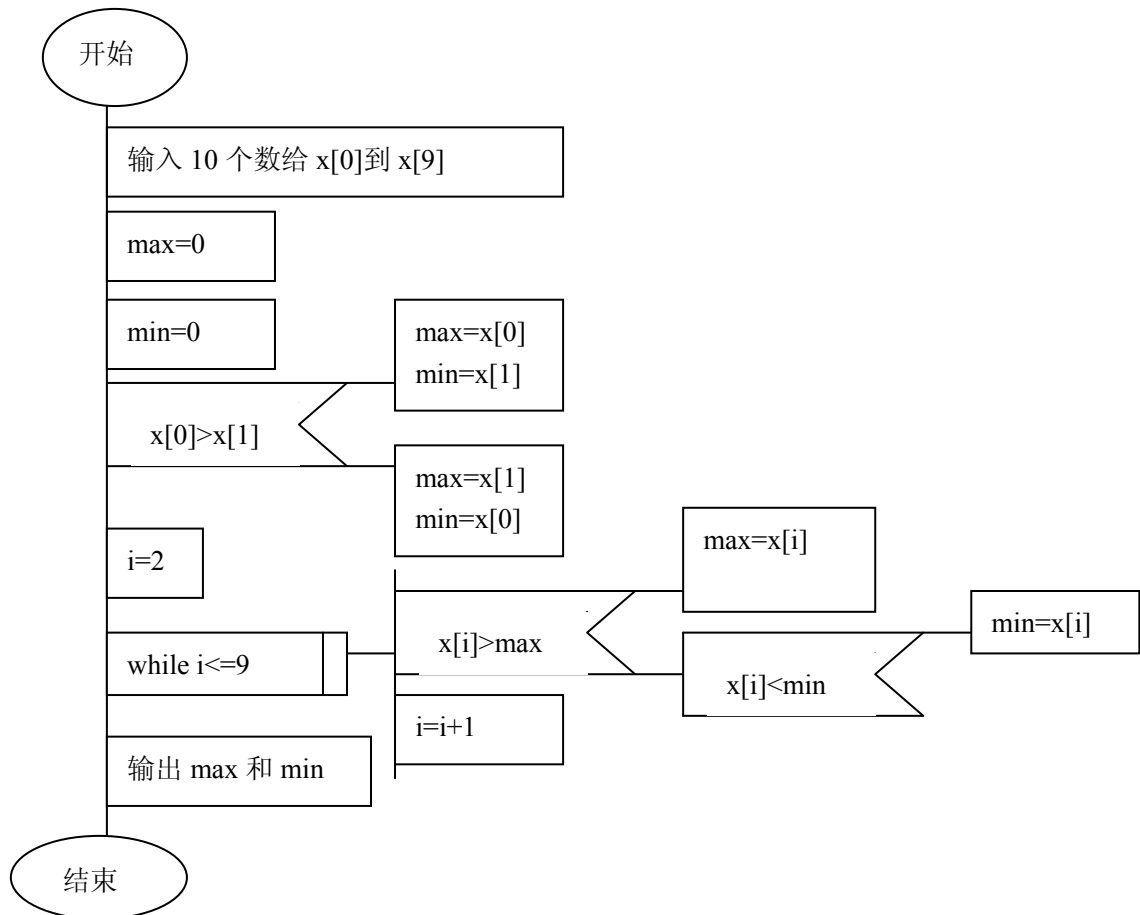 开始
输入 10 个数给 x[0]到 x[9]
max=0
min=0
x[0]>x[1]
max=x[0]
min=x[1]
max=x[1]
min=x[0]
i=2
while i<=9
x[i]>max
max=x[i]
x[i]<min
min=x[i]
i=i+1
输出 max 和 min
结束